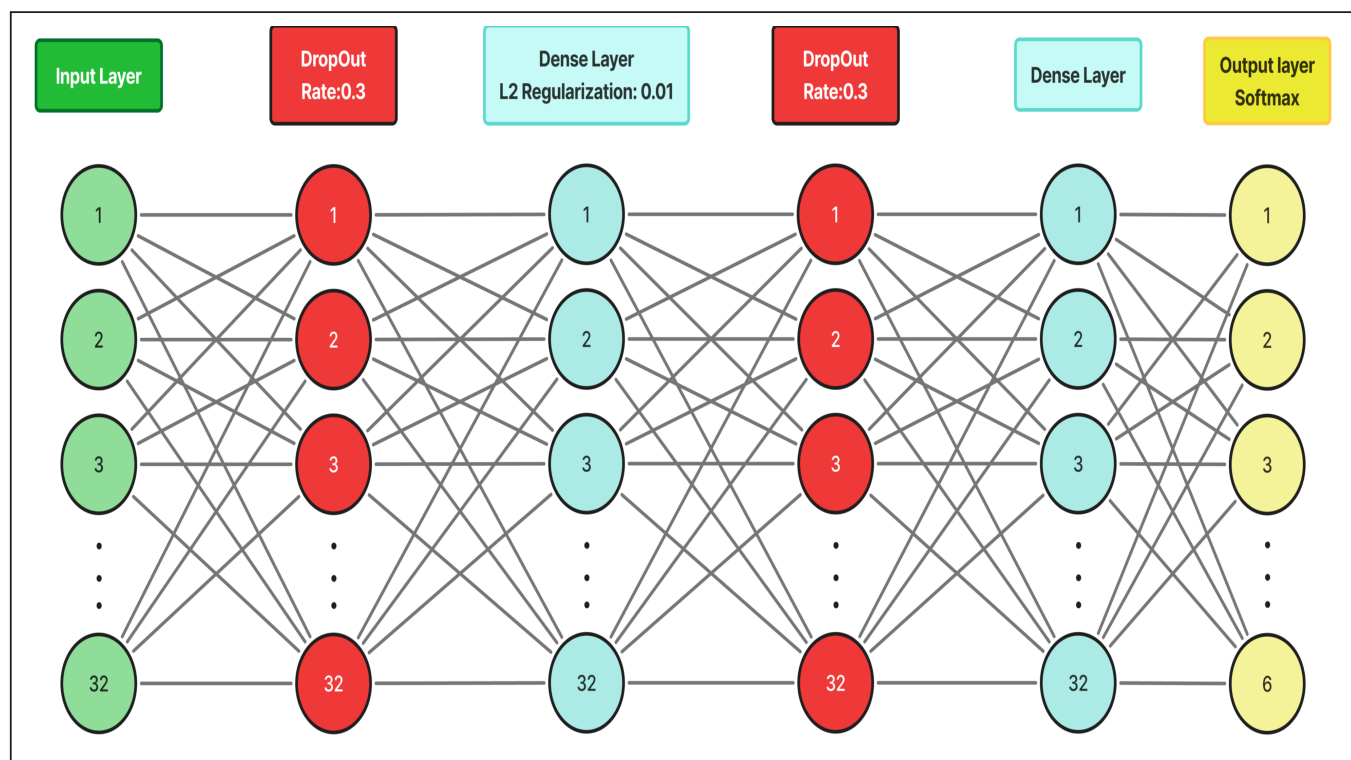 Input Layer
DropOut
Rate:0.3
Dense Layer
L2 Regularization: 0.01
DropOut
Rate:0.3
Dense Layer
Output layer
Softmax
1 1 1 1 1 1
2 2 2 2 2 2
3 3 3 3 3 3
32 32 32 32 32 6